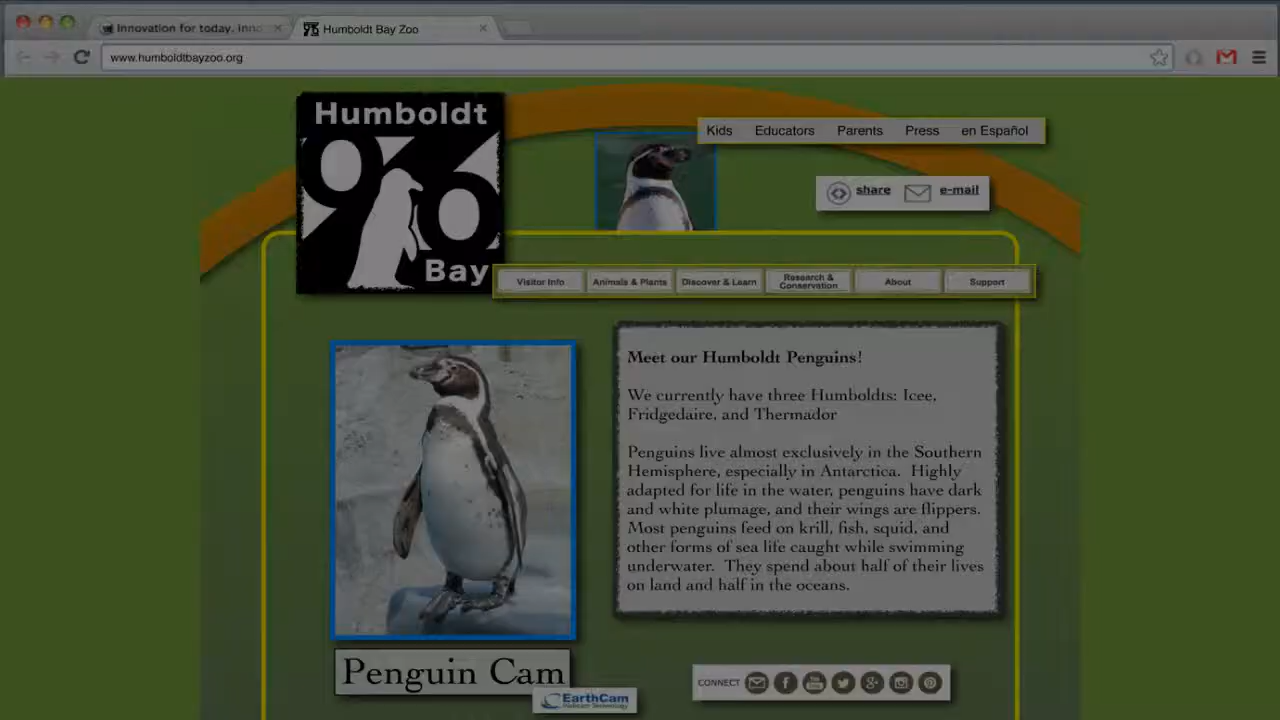 Innovation for today. Inno
Humboldt Bay Zoo
www.humboldtbayzoo.org
Humboldt
96
Bay
Kids Educators Parents Press en Español
share e-mail
Visitor Info Animals & Plants Discover & Learn Research & Conservation About Support
Meet our Humboldt Penguins!
We currently have three Humboldts: Icee,
Fridgedaire, and Thermador
Penguins live almost exclusively in the Southern
Hemisphere, especially in Antarctica. Highly
adapted for life in the water, penguins have dark
and white plumage, and their wings are flippers.
Most penguins feed on krill, fish, squid, and
other forms of sea life caught while swimming
underwater. They spend about half of their lives
on land and half in the oceans.
Penguin Cam
EarthCam
Webcam Technology
CONNECT
You Tube